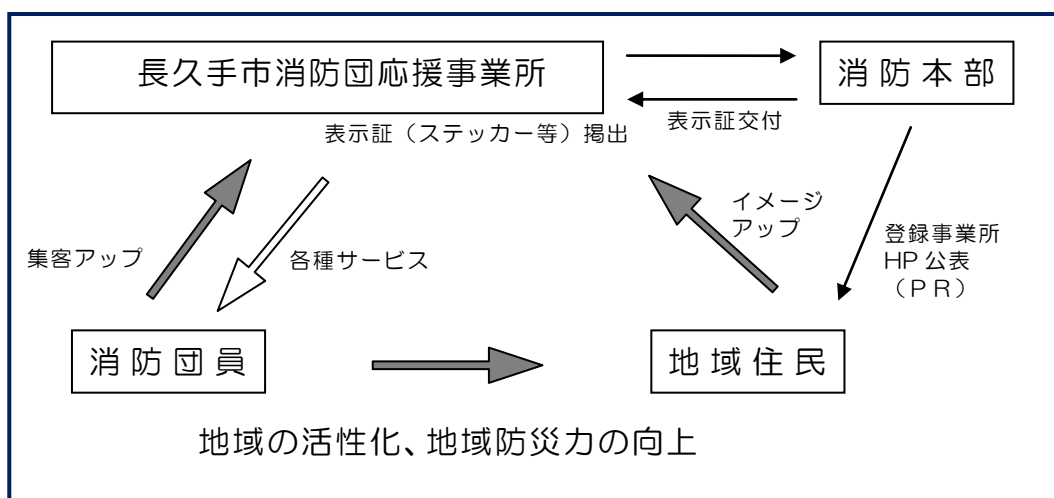 長久手市消防団応援事業所
消防本部
表示証（ステッカー等）掲出
表示証交付
イメージ
アップ
集客アップ
各種サービス
登録事業所
HP公表
（ＰＲ）
消防団員
地域住民
地域の活性化、地域防災力の向上